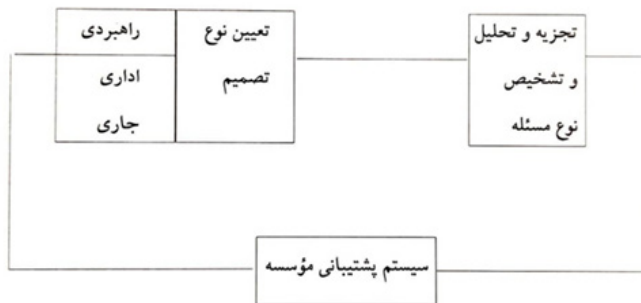 تجزیه و تحلیل
و تشخیص
نوع مسئله
تعیین نوع
تصمیم
راهبردی
اداری
جاری
سیستم پشتیبانی مؤسسه